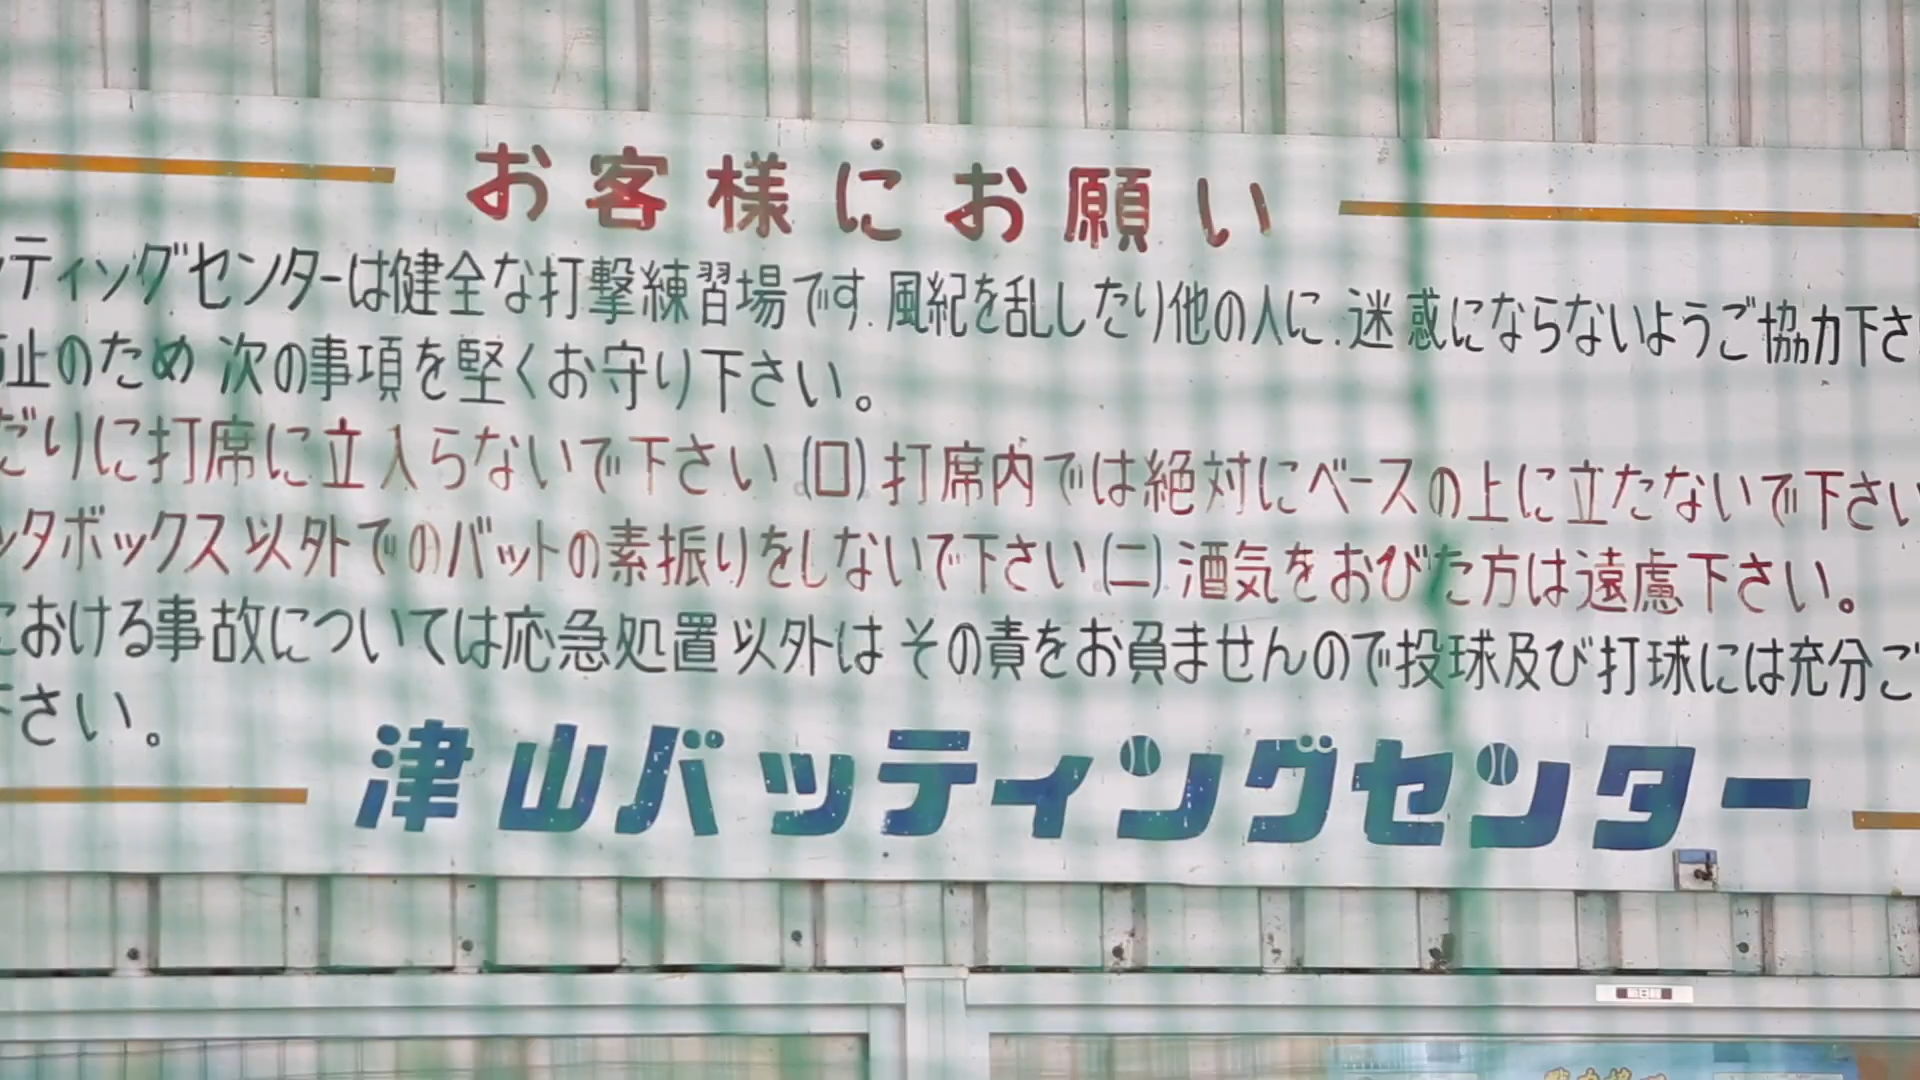 お客様にお願い
ッティングセンターは健全な打撃練習場です.風紀を乱したり他の人に.迷惑にならないようご協力下さ
止のため 次の事項を堅くお守り下さい。
だりに打席に立入らないで下さい.(ロ)打席内では絶対にベースの上に立たないで下さい
ッタボックス以外でのバットの素振りをしないで下さい.(ニ)酒気をおびた方は遠慮下さい。
における事故については応急処置以外は その責をお負ませんので投球及び打球には充分ご
下さい。
津山バッティングセンター